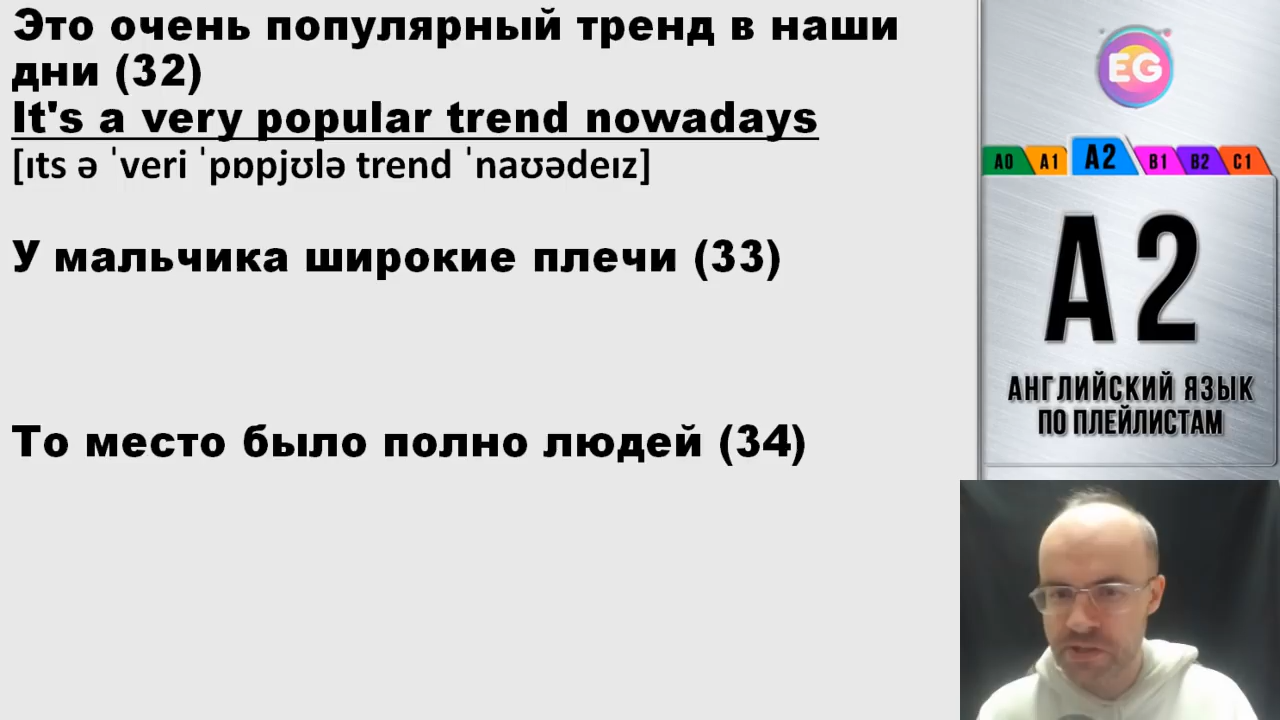 Это очень популярный тренд в наши
дни (32)
It's a very popular trend nowadays
[ɪts ə ˈveri ˈpɒpjʊlə trend ˈnaʊədeɪz]
У мальчика широкие плечи (33)
То место было полно людей (34)
EG
A0 A1 A2 B1 B2 C1
A2
АНГЛИЙСКИЙ ЯЗЫК
ПО ПЛЕЙЛИСТАМ